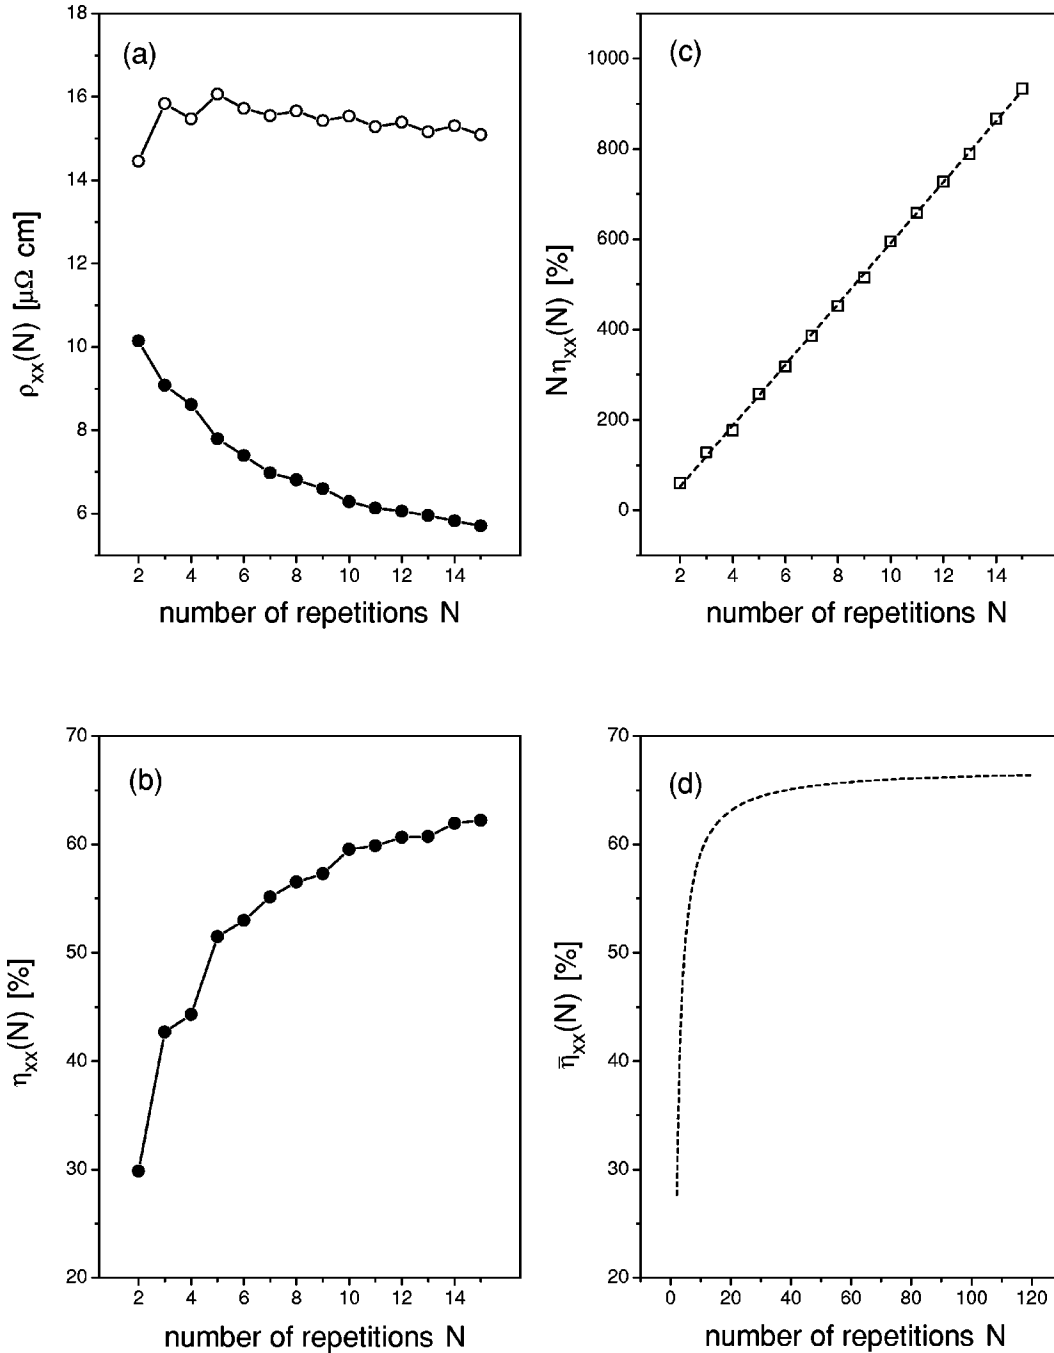 (a)
18
16
14
12
10
8
6
2 4 6 8 10 12 14
ρxx(N) [μΩ cm]
number of repetitions N
(c)
1000
800
600
400
200
0
2 4 6 8 10 12 14
Nηxx(N) [%]
number of repetitions N
(b)
70
60
50
40
30
20
2 4 6 8 10 12 14
ηxx(N) [%]
number of repetitions N
(d)
70
60
50
40
30
20
0 20 40 60 80 100 120
η̅xx(N) [%]
number of repetitions N